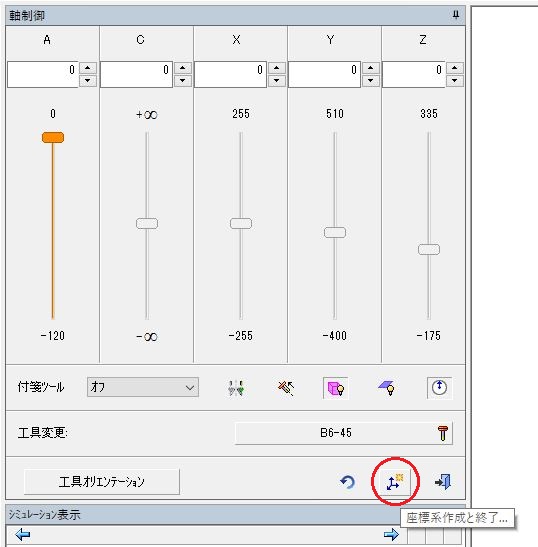 軸制御
A C X Y Z
0 0 0 0 0
0 +∞ 255 510 335
-120 -∞ -255 -400 -175
付箋ツール オフ
工具変更: B6-45
工具オリエンテーション
座標系作成と終了...
シミュレーション表示